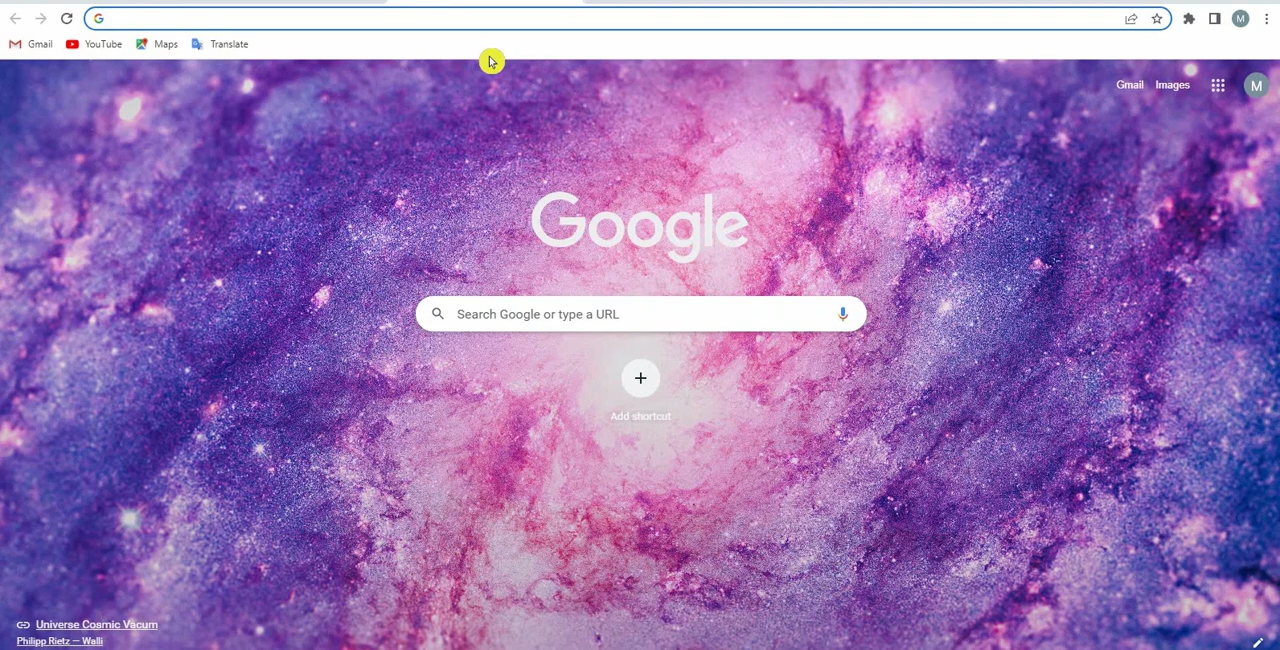 Gmail YouTube Maps Translate
Gmail Images M
M
Google
Search Google or type a URL
Add shortcut
Universe Cosmic Vacum
Philipp Rietz — Walli